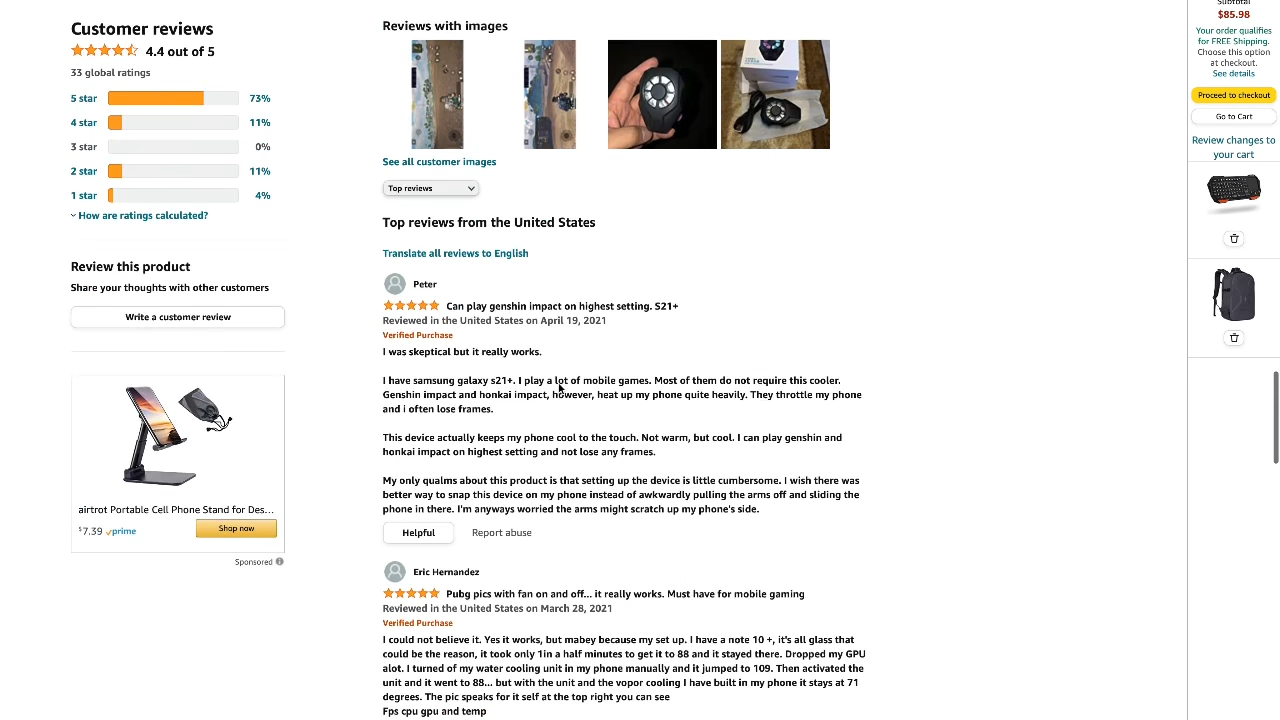 Customer reviews
4.4 out of 5
33 global ratings
5 star 73%
4 star 11%
3 star 0%
2 star 11%
1 star 4%
How are ratings calculated?
Review this product
Share your thoughts with other customers
Write a customer review
airtrot Portable Cell Phone Stand for Des...
$7.39 prime
Shop now
Sponsored
Reviews with images
See all customer images
Top reviews
Top reviews from the United States
Translate all reviews to English
Peter
Can play genshin impact on highest setting. S21+
Reviewed in the United States on April 19, 2021
Verified Purchase
I was skeptical but it really works.
I have samsung galaxy s21+. I play a lot of mobile games. Most of them do not require this cooler.
Genshin impact and honkai impact, however, heat up my phone quite heavily. They throttle my phone
and i often lose frames.
This device actually keeps my phone cool to the touch. Not warm, but cool. I can play genshin and
honkai impact on highest setting and not lose any frames.
My only qualms about this product is that setting up the device is little cumbersome. I wish there was
better way to snap this device on my phone instead of awkwardly pulling the arms off and sliding the
phone in there. I'm anyways worried the arms might scratch up my phone's side.
Helpful
Report abuse
Eric Hernandez
Pubg pics with fan on and off... it really works. Must have for mobile gaming
Reviewed in the United States on March 28, 2021
Verified Purchase
I could not believe it. Yes it works, but mabey because my set up. I have a note 10 +, it's all glass that
could be the reason, it took only 1in a half minutes to get it to 88 and it stayed there. Dropped my GPU
alot. I turned of my water cooling unit in my phone manually and it jumped to 109. Then activated the
unit and it went to 88... but with the unit and the vopor cooling I have built in my phone it stays at 71
degrees. The pic speaks for it self at the top right you can see
Fps cpu gpu and temp
Subtotal
$85.98
Your order qualifies
for FREE Shipping.
Choose this option
at checkout.
See details
Proceed to checkout
Go to Cart
Review changes to
your cart